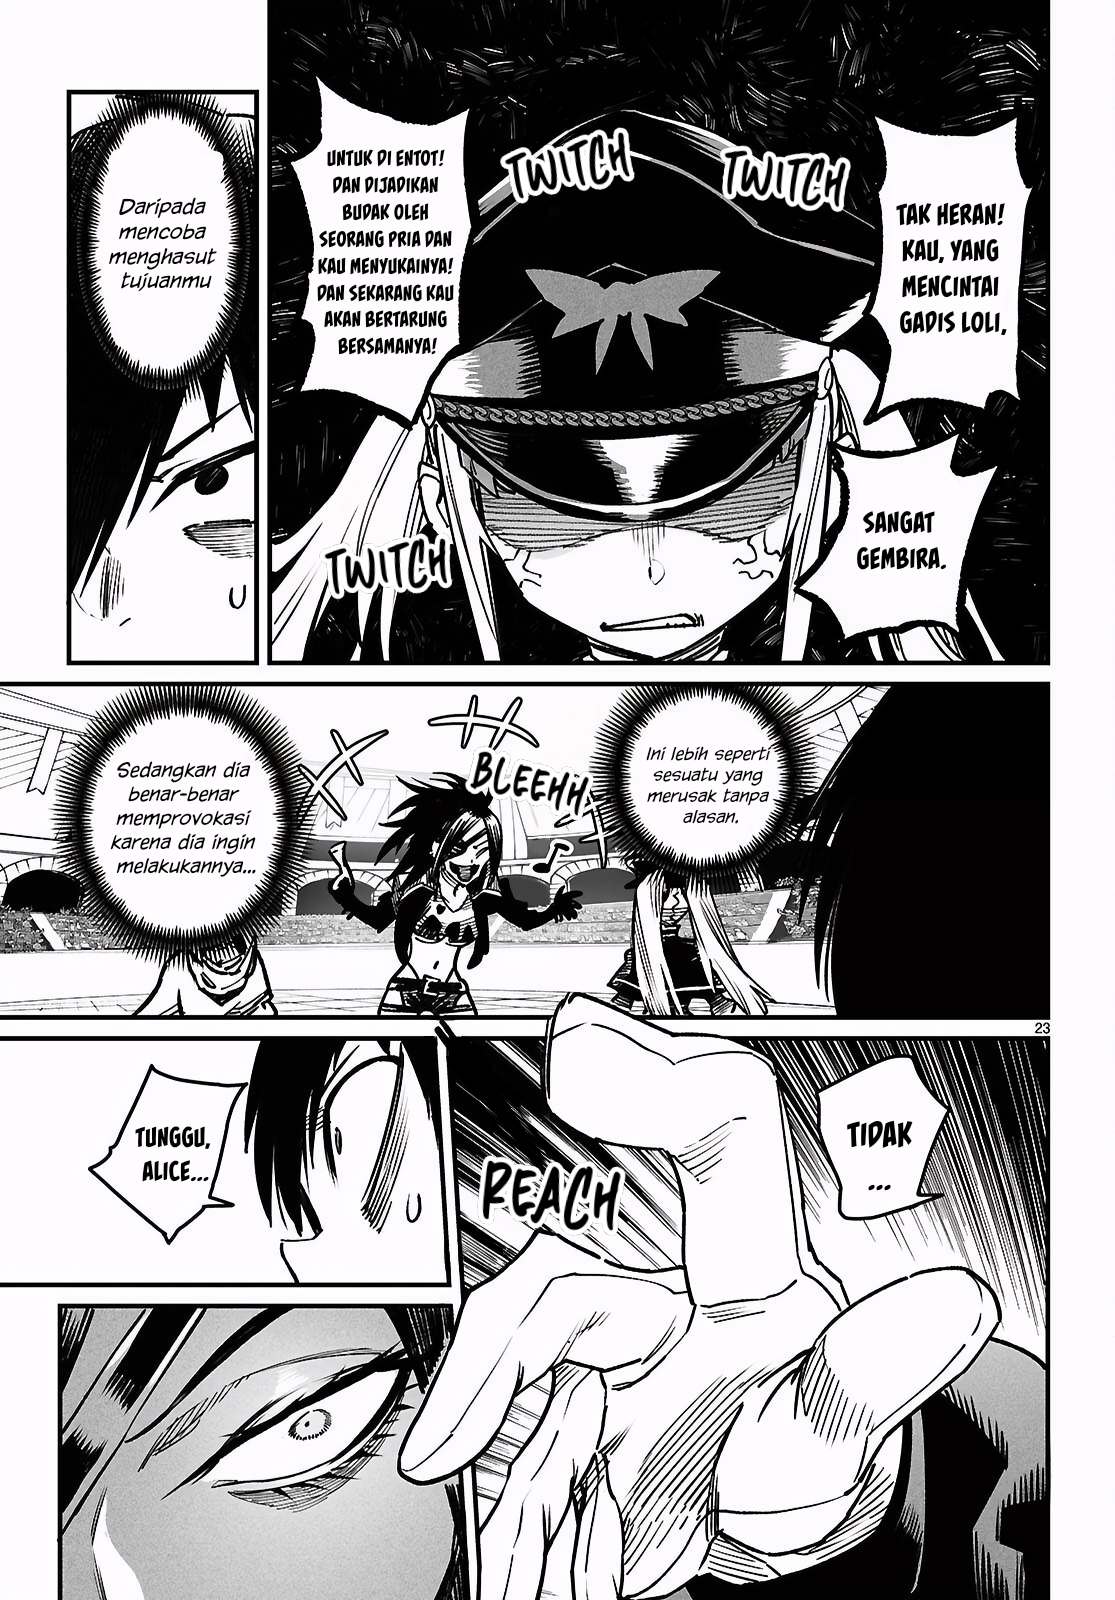 TAK HERAN!
KAU, YANG
MENCINTAI
GADIS LOLI,
SANGAT
GEMBIRA.
TWITCH
TWITCH
UNTUK DI ENTOT!
DAN DIJADIKAN
BUDAK OLEH
SEORANG PRIA DAN
KAU MENYUKAINYA!
DAN SEKARANG KAU
AKAN BERTARUNG
BERSAMANYA!
TWITCH
Daripada
mencoba
menghasut
tujuanmu
Ini lebih seperti
sesuatu yang
merusak tanpa
alasan.
BLEEHH
Sedangkan dia
benar-benar
memprovokasi
karena dia ingin
melakukannya...
23
TIDAK
...
REACH
TUNGGU,
ALICE...